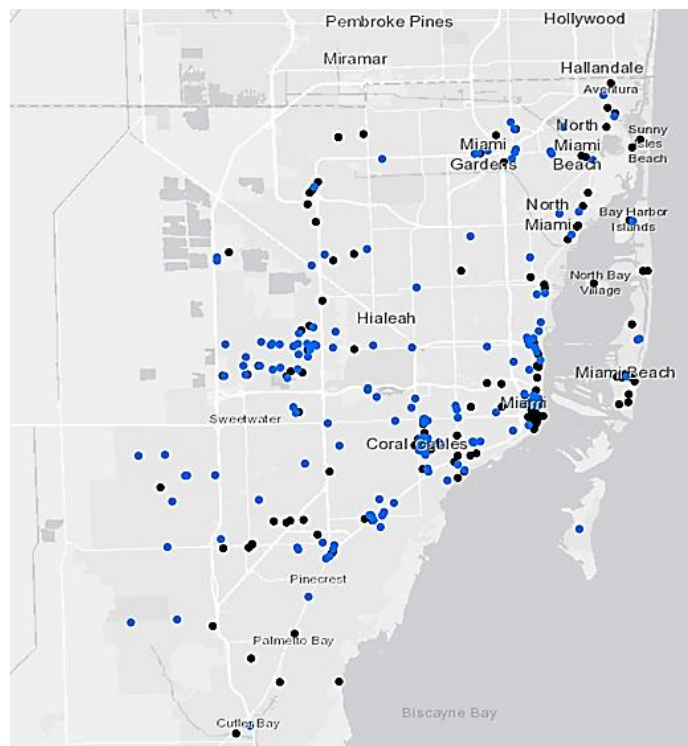 Hollywood
Pembroke Pines
Miramar
Hallandale
Aventura
North
Miami
Beach
Sunny
Isles
Beach
Miami
Gardens
North
Miami
Bay Harbor
Islands
North Bay
Village
Hialeah
Miami Beach
Miami
Sweetwater
Coral Gables
Pinecrest
Palmetto Bay
Biscayne Bay
Cutler Bay